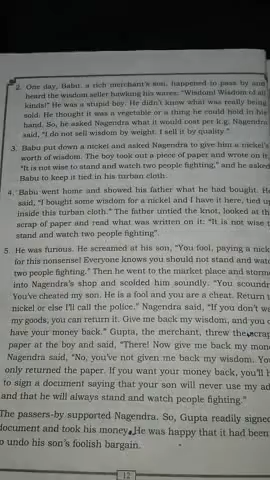 2. One day, Babu, a rich merchant's son, happened to pass by and
heard the wisdom seller hawking his wares: "Wisdom! Wisdom of all
kinds!" He was a stupid boy. He didn't know what was really being
sold. He thought it was a vegetable or a thing he could hold in his
hand. So, he asked Nagendra what it would cost per k.g. Nagendra
said, "I do not sell wisdom by weight. I sell it by quality."
3. Babu put down a nickel and asked Nagendra to give him a nickel's
worth of wisdom. The boy took out a piece of paper and wrote on it,
"It is not wise to stand and watch two people fighting," and he asked
Babu to keep it tied in his turban cloth.
4. Babu went home and showed his father what he had bought. He
said, "I bought some wisdom for a nickel and I have it here, tied up
inside this turban cloth." The father untied the knot, looked at the
scrap of paper and read what was written on it: "It is not wise to
stand and watch two people fighting".
5. He was furious. He screamed at his son, "You fool, paying a nickel
for this nonsense! Everyone knows you should not stand and watch
two people fighting." Then he went to the market place and storme
into Nagendra's shop and scolded him soundly. "You scoundr
You've cheated my son. He is a fool and you are a cheat. Return
nickel or else I'll call the police." Nagendra said, "If you don't w
my goods, you can return it. Give me back my wisdom, and you c
have your money back." Gupta, the merchant, threw the scrap
paper at the boy and said, "There! Now give me back my mon
Nagendra said, "No, you've not given me back my wisdom. Yo
only returned the paper. If you want your money back, you'll h
to sign a document saying that your son will never use my ad
and that he will always stand and watch people fighting."
The passers-by supported Nagendra. So, Gupta readily signed
document and took his money. He was happy that it had been
o undo his son's foolish bargain.
12